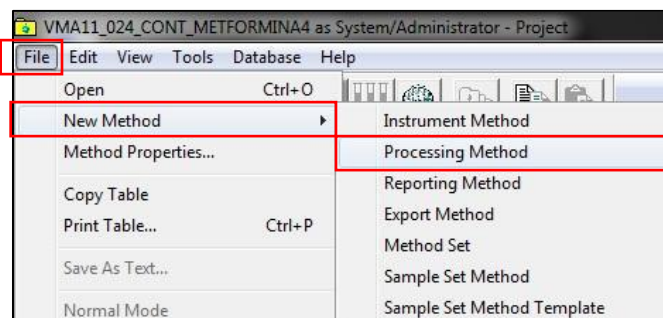 VMA11_024_CONT_METFORMINA4 as System/Administrator - Project
File Edit View Tools Database Help
Open Ctrl+O
New Method
Instrument Method
Method Properties...
Processing Method
Copy Table
Reporting Method
Print Table... Ctrl+P
Export Method
Method Set
Save As Text...
Sample Set Method
Normal Mode
Sample Set Method Template